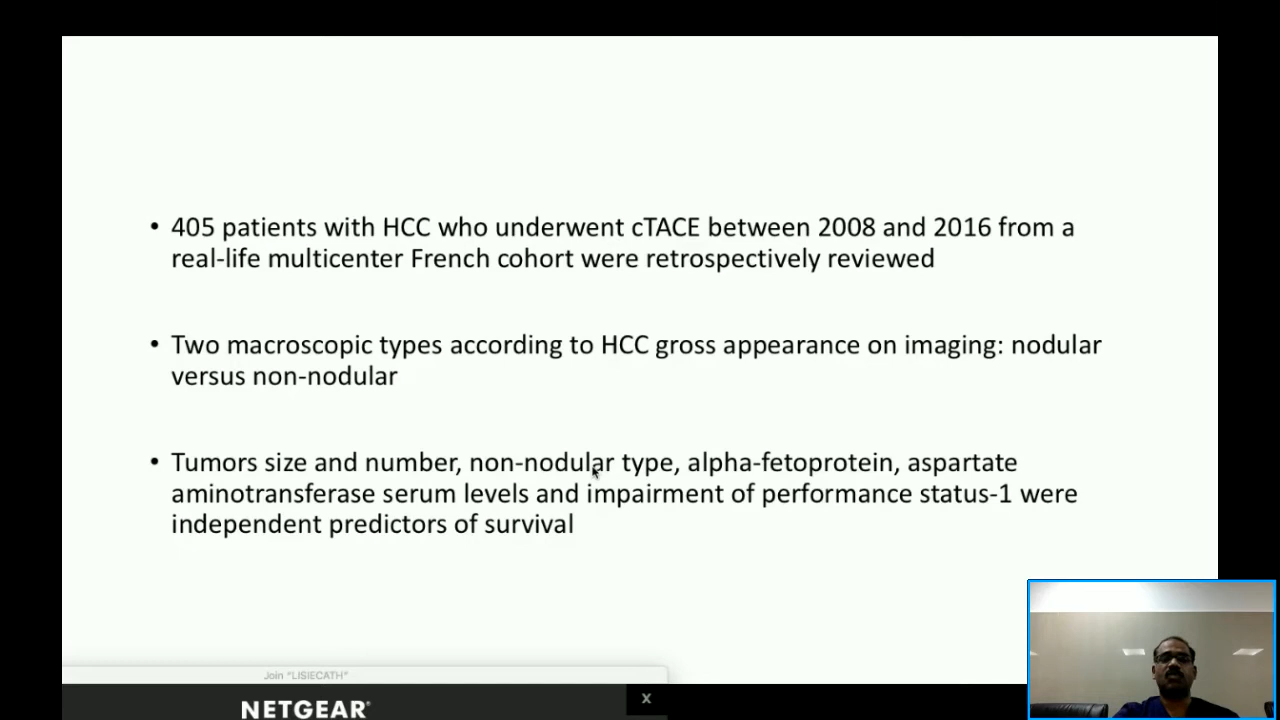 • 405 patients with HCC who underwent cTACE between 2008 and 2016 from a
real-life multicenter French cohort were retrospectively reviewed
• Two macroscopic types according to HCC gross appearance on imaging: nodular
versus non-nodular
• Tumors size and number, non-nodular type, alpha-fetoprotein, aspartate
aminotransferase serum levels and impairment of performance status-1 were
independent predictors of survival
Join "LISIECATH"
NETGEAR
X